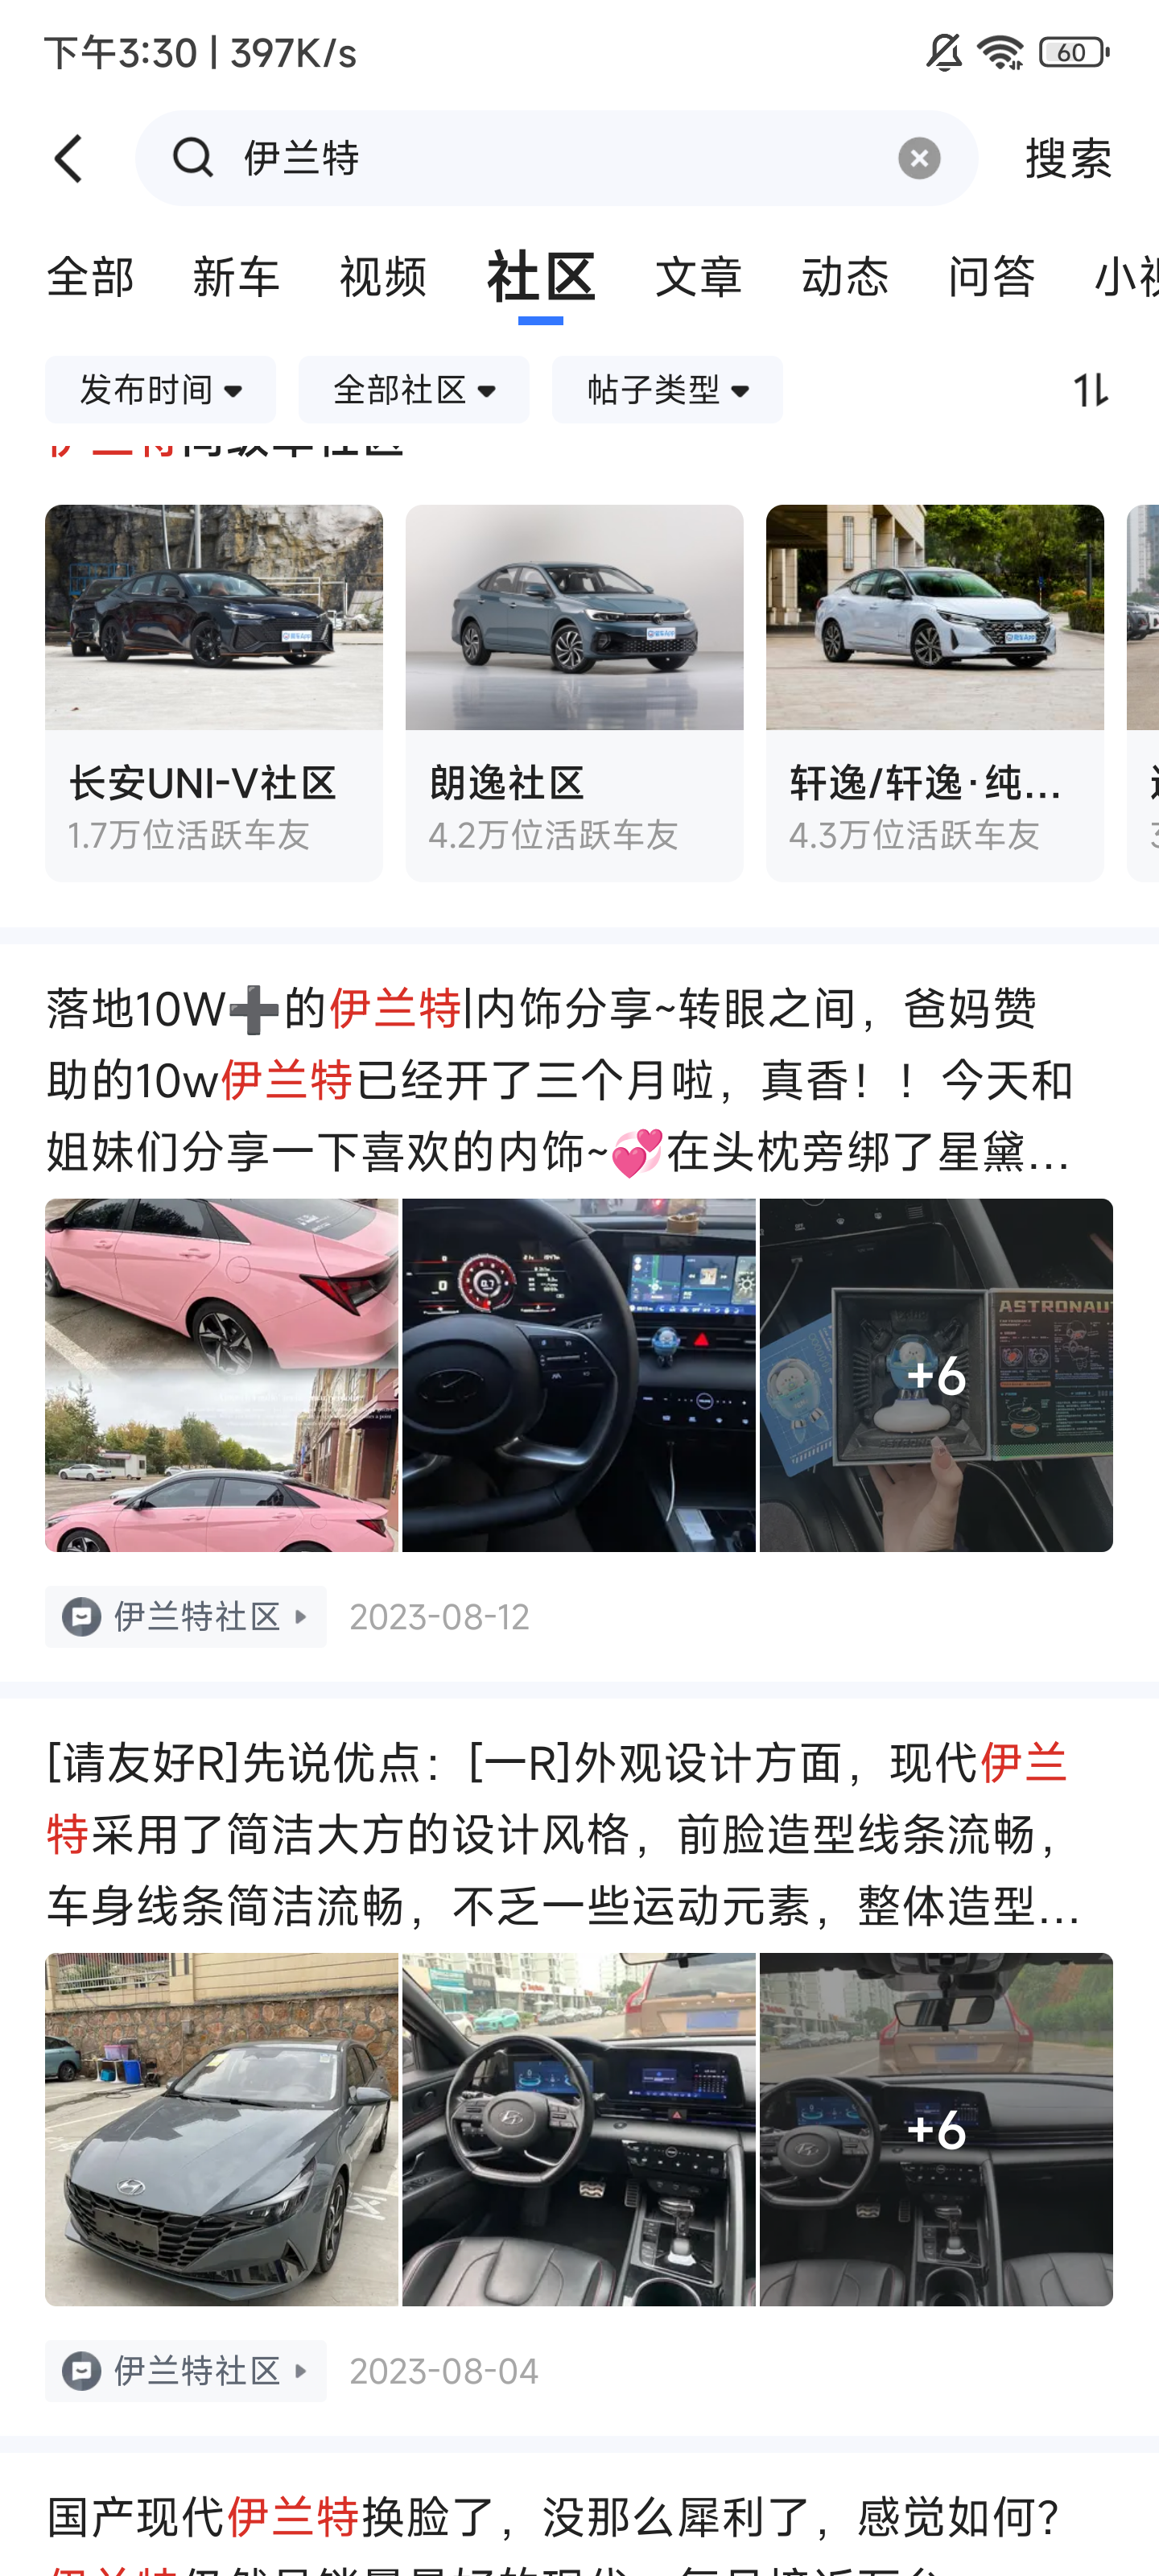 下午3:30 | 397K/s
60
伊兰特
搜索
全部 新车 视频 社区 文章 动态 问答 小视
发布时间 全部社区 帖子类型
伊兰特同级车社区
长安UNI-V社区
1.7万位活跃车友
朗逸社区
4.2万位活跃车友
轩逸/轩逸·纯...
4.3万位活跃车友
落地10W➕的伊兰特|内饰分享~转眼之间，爸妈赞
助的10w伊兰特已经开了三个月啦，真香！！今天和
姐妹们分享一下喜欢的内饰~💞在头枕旁绑了星黛...
ASTRONAUT
+6
伊兰特社区 2023-08-12
[请友好R]先说优点：[一R]外观设计方面，现代伊兰
特采用了简洁大方的设计风格，前脸造型线条流畅，
车身线条简洁流畅，不乏一些运动元素，整体造型...
+6
伊兰特社区 2023-08-04
国产现代伊兰特换脸了，没那么犀利了，感觉如何？